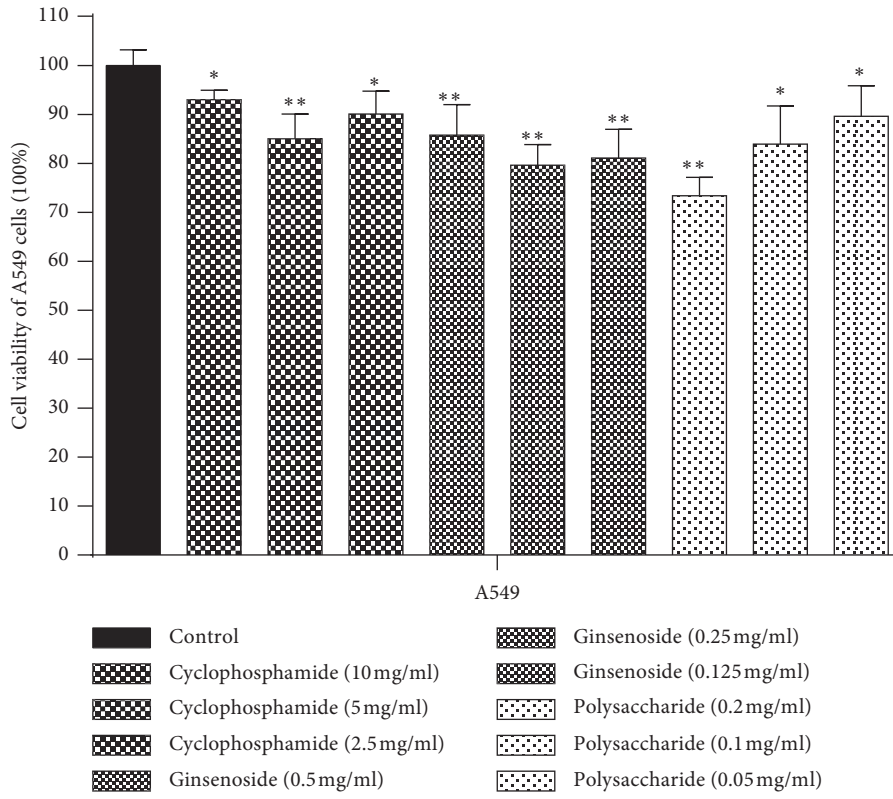 110
100
90
80
70
60
50
40
30
20
10
0
Cell viability of A549 cells (100%)
*
**
*
**
**
**
**
*
*
A549
Control
Cyclophosphamide (10 mg/ml)
Cyclophosphamide (5 mg/ml)
Cyclophosphamide (2.5 mg/ml)
Ginsenoside (0.5 mg/ml)
Ginsenoside (0.25 mg/ml)
Ginsenoside (0.125 mg/ml)
Polysaccharide (0.2 mg/ml)
Polysaccharide (0.1 mg/ml)
Polysaccharide (0.05 mg/ml)